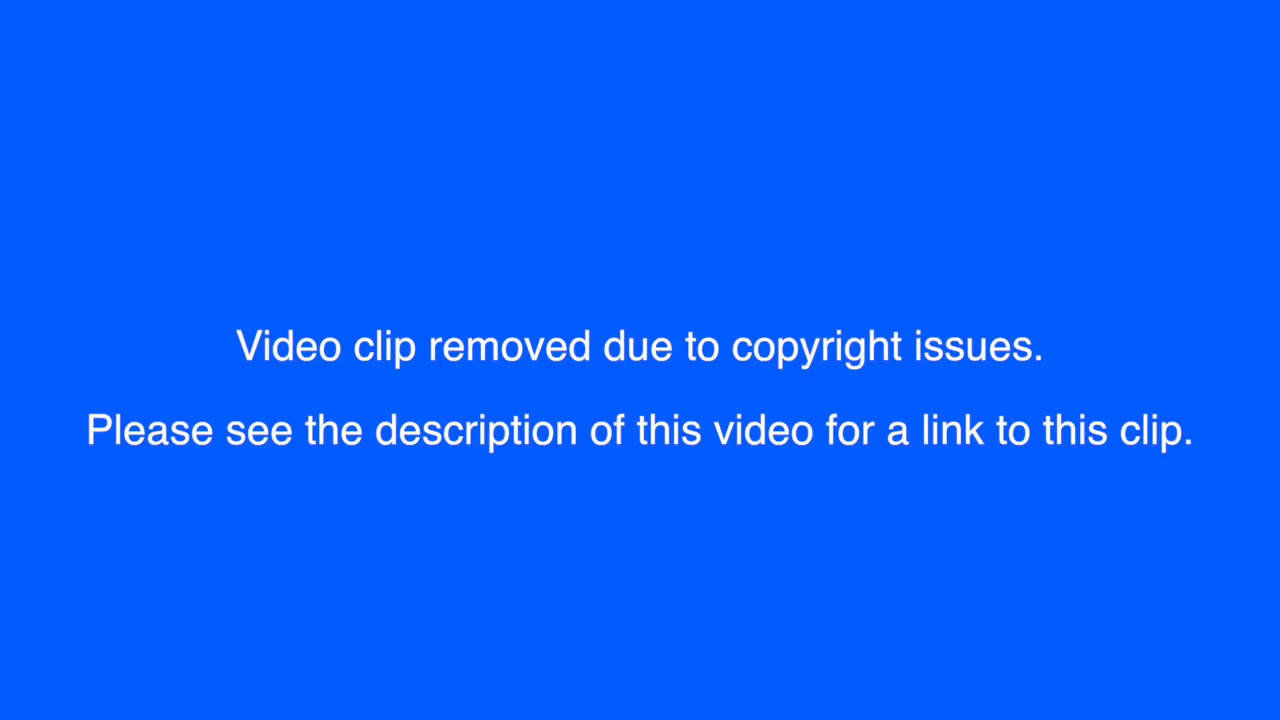 Video clip removed due to copyright issues.
Please see the description of this video for a link to this clip.